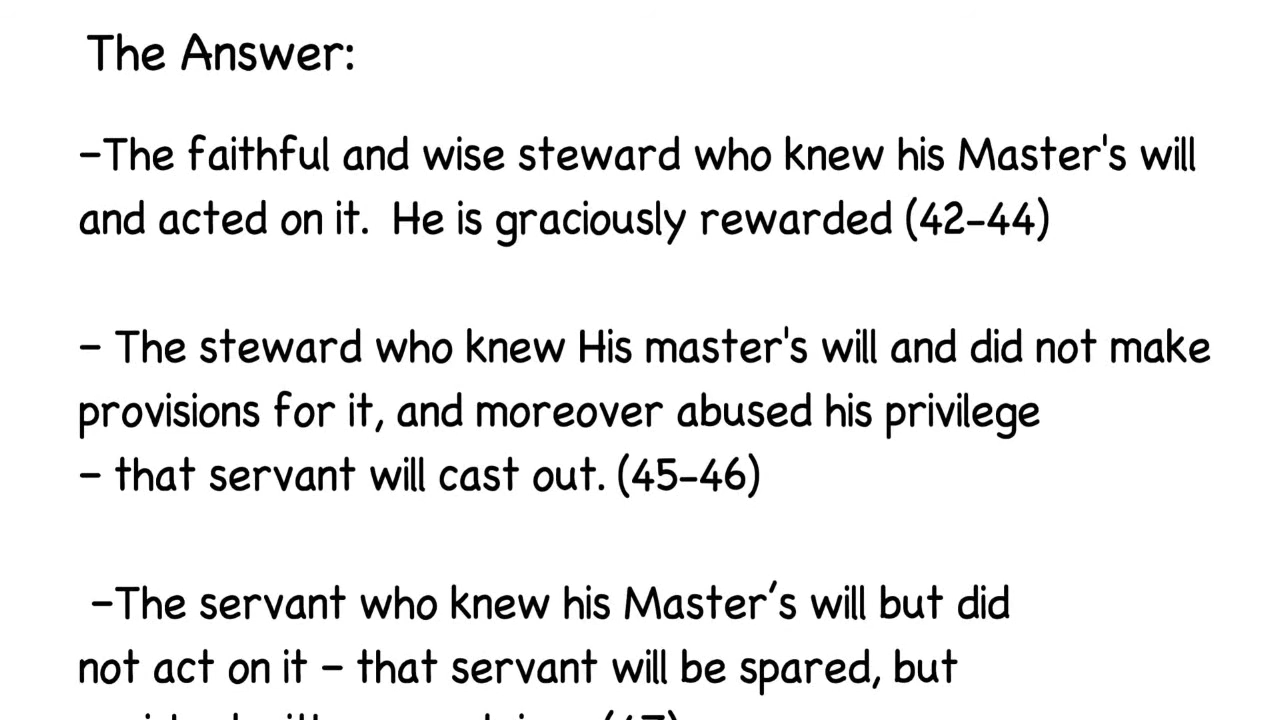 The Answer:
–The faithful and wise steward who knew his Master's will
and acted on it.  He is graciously rewarded (42–44)
– The steward who knew His master's will and did not make
provisions for it, and moreover abused his privilege
– that servant will cast out. (45–46)
–The servant who knew his Master’s will but did
not act on it – that servant will be spared, but